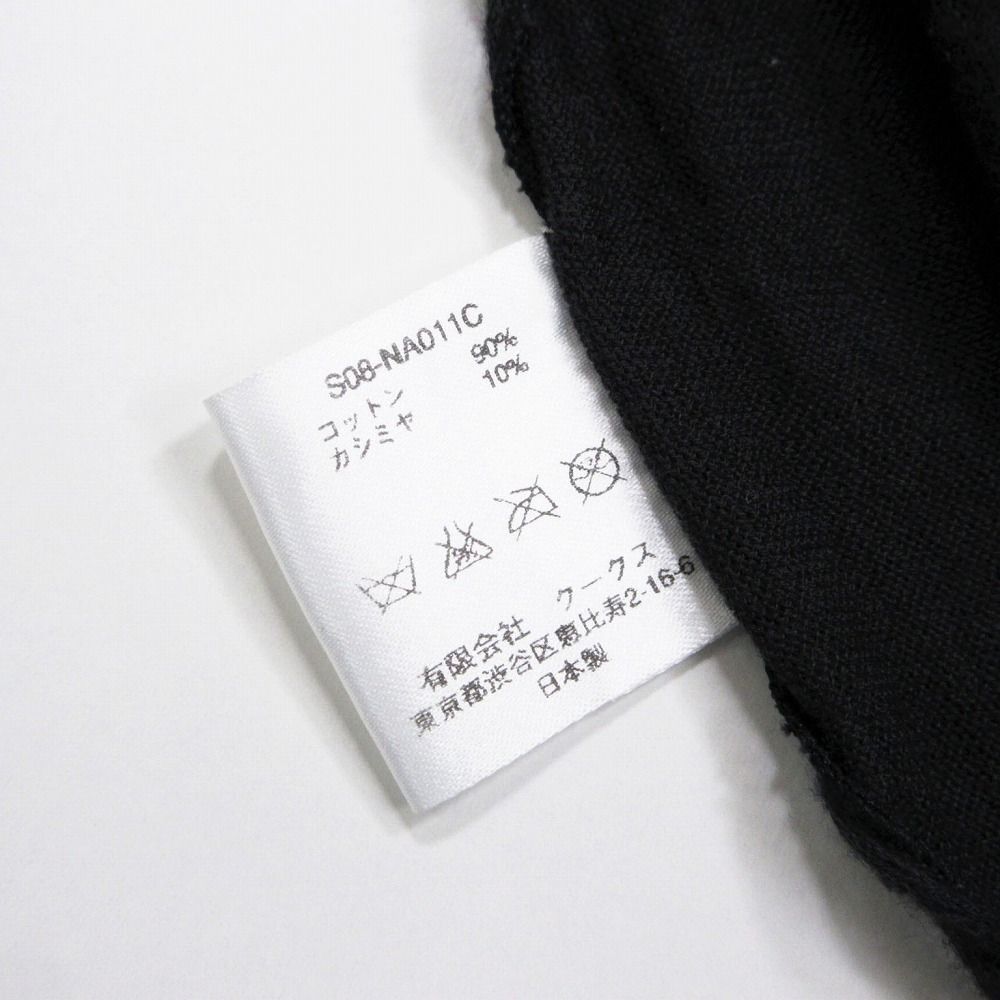 S08-NA011C
コットン 90%
カシミヤ 10%
有限会社 クークス
東京都渋谷区恵比寿2-16-6
日本製